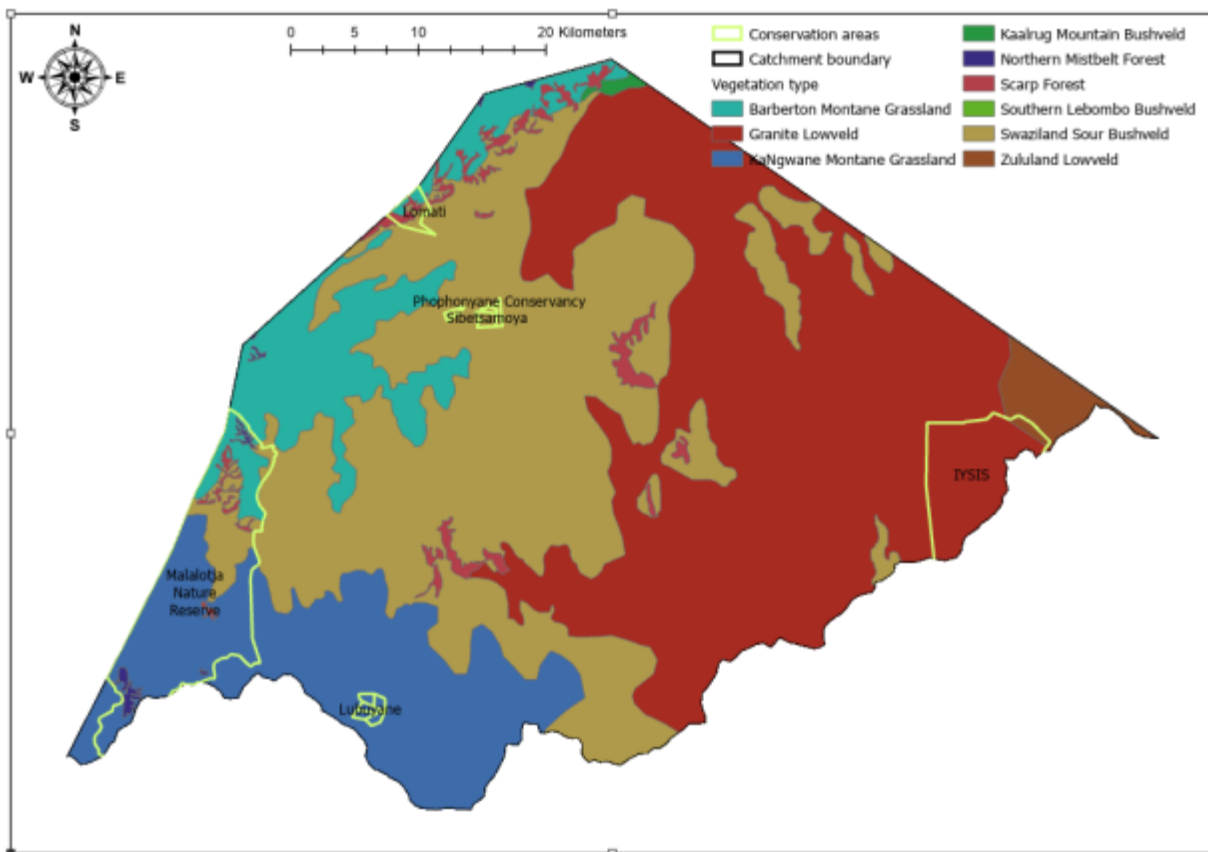 N
W E
S
0 5 10 20 Kilometers
Conservation areas
Catchment boundary
Vegetation type
Barberton Montane Grassland
Granite Lowveld
KaNgwane Montane Grassland
Kaalrug Mountain Bushveld
Northern Mistbelt Forest
Scarp Forest
Southern Lebombo Bushveld
Swaziland Sour Bushveld
Zululand Lowveld
Lomati
Phophonyane Conservancy
Sibetsamoya
IYSIS
Malalotja
Nature
Reserve
Lubuyane